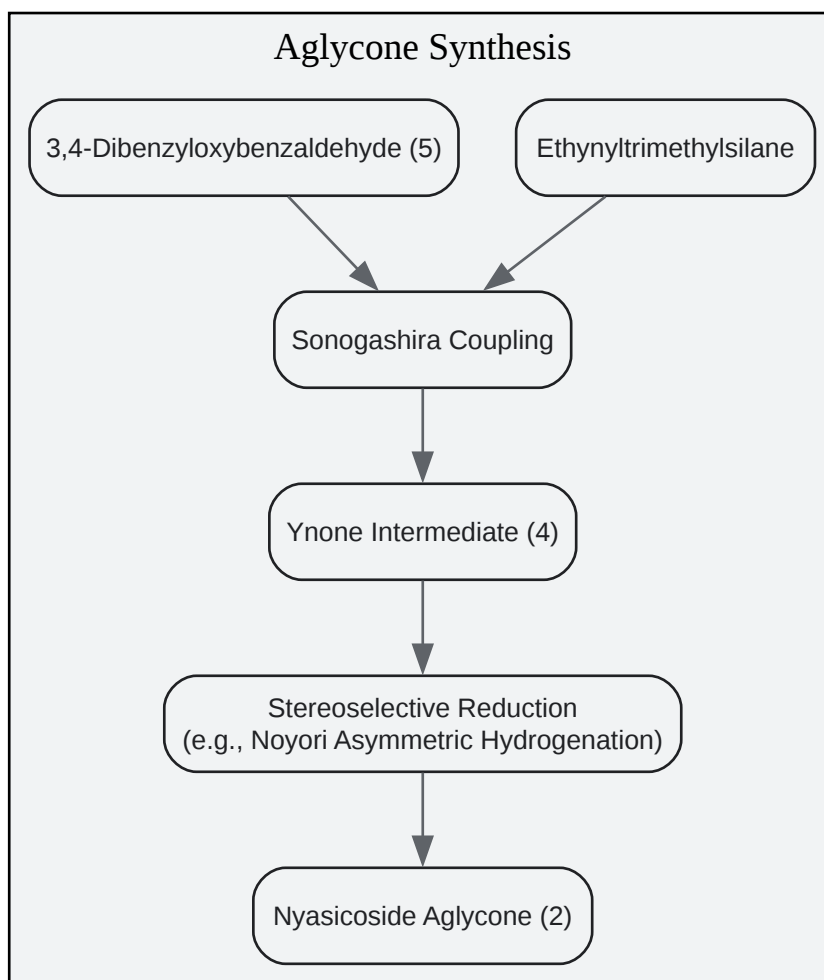 Aglycone Synthesis
3,4-Dibenzyloxybenzaldehyde (5)
Ethynyltrimethylsilane
Sonogashira Coupling
Ynone Intermediate (4)
Stereoselective Reduction
(e.g., Noyori Asymmetric Hydrogenation)
Nyasicoside Aglycone (2)